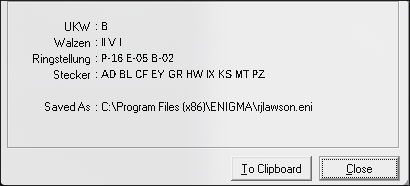 UKW : B
Walzen : II V I
Ringstellung : P-16 E-05 B-02
Stecker : AD BL CF EY GR HW IX KS MT PZ
Saved As : C:\Program Files (x86)\ENIGMA\rjlawson.eni
To Clipboard Close